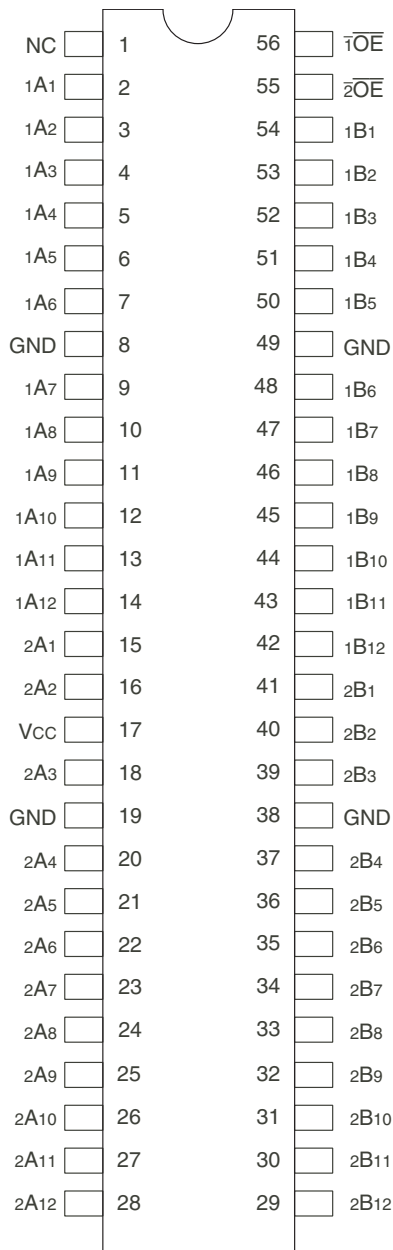 NC 1 56 1OE
1A1 2 55 2OE
1A2 3 54 1B1
1A3 4 53 1B2
1A4 5 52 1B3
1A5 6 51 1B4
1A6 7 50 1B5
GND 8 49 GND
1A7 9 48 1B6
1A8 10 47 1B7
1A9 11 46 1B8
1A10 12 45 1B9
1A11 13 44 1B10
1A12 14 43 1B11
2A1 15 42 1B12
2A2 16 41 2B1
VCC 17 40 2B2
2A3 18 39 2B3
GND 19 38 GND
2A4 20 37 2B4
2A5 21 36 2B5
2A6 22 35 2B6
2A7 23 34 2B7
2A8 24 33 2B8
2A9 25 32 2B9
2A10 26 31 2B10
2A11 27 30 2B11
2A12 28 29 2B12